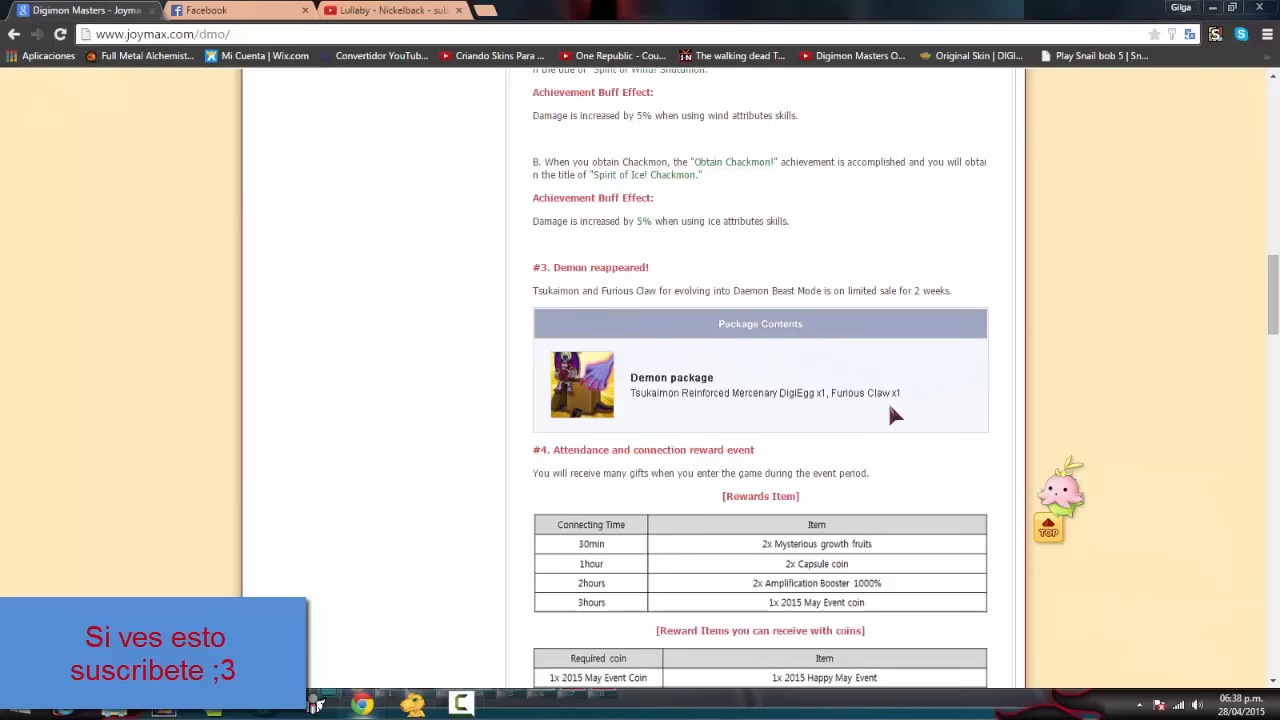 Digimon Masters - Joyma
Facebook
Lullaby - Nickelback - sub
Gilga
www.joymax.com/dmo/
Aplicaciones
Full Metal Alchemist...
Mi Cuenta | Wix.com
Convertidor YouTub...
Criando Skins Para ...
One Republic - Cou...
The walking dead T...
Digimon Masters O...
Original Skin | DIGI...
Play Snail bob 5 | Sn...
n the title of "Spirit of Wind! Shutumon."
Achievement Buff Effect:
Damage is increased by 5% when using wind attributes skills.
B. When you obtain Chackmon, the "Obtain Chackmon!" achievement is accomplished and you will obtai
n the title of "Spirit of Ice! Chackmon."
Achievement Buff Effect:
Damage is increased by 5% when using ice attributes skills.
#3. Demon reappeared!
Tsukaimon and Furious Claw for evolving into Daemon Beast Mode is on limited sale for 2 weeks.
Package Contents
Demon package
Tsukaimon Reinforced Mercenary DigiEgg x1, Furious Claw x1
#4. Attendance and connection reward event
You will receive many gifts when you enter the game during the event period.
[Rewards Item]
Connecting Time Item
30min 2x Mysterious growth fruits
1hour 2x Capsule coin
2hours 2x Amplification Booster 1000%
3hours 1x 2015 May Event coin
[Reward Items you can receive with coins]
Required coin Item
1x 2015 May Event Coin 1x 2015 Happy May Event
TOP
Si ves esto
suscribete ;3
06:38 p.m.
28/04/2015